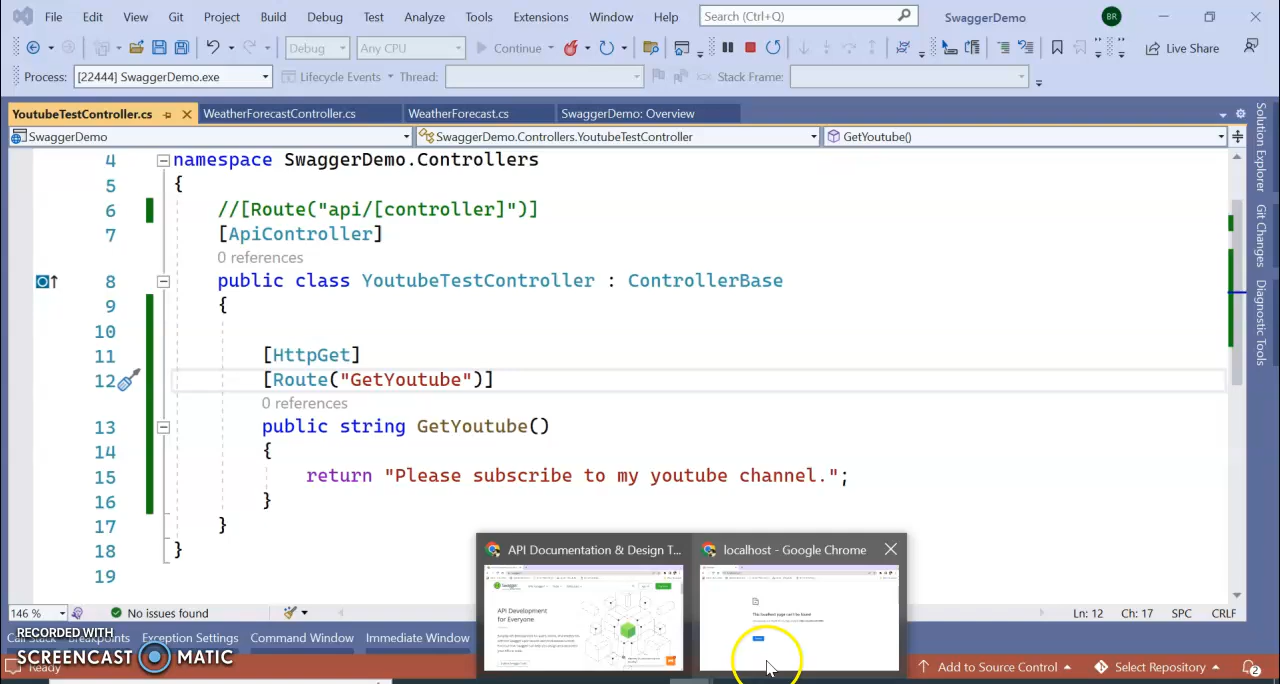 File Edit View Git Project Build Debug Test Analyze Tools Extensions Window Help Search (Ctrl+Q) SwaggerDemo BR
Debug Any CPU Continue Live Share
Process: [22444] SwaggerDemo.exe Lifecycle Events Thread: Stack Frame:
YoutubeTestController.cs WeatherForecastController.cs WeatherForecast.cs SwaggerDemo: Overview
SwaggerDemo SwaggerDemo.Controllers.YoutubeTestController GetYoutube()
4 namespace SwaggerDemo.Controllers
5 {
6 //[Route("api/[controller]")]
7 [ApiController]
0 references
8 public class YoutubeTestController : ControllerBase
9 {
10
11 [HttpGet]
12 [Route("GetYoutube")]
0 references
13 public string GetYoutube()
14 {
15 return "Please subscribe to my youtube channel.";
16 }
17 }
18 }
19
Solution Explorer
Git Changes
Diagnostic Tools
API Documentation & Design T... localhost - Google Chrome
API Development
for Everyone
146 % No issues found Ln: 12 Ch: 17 SPC CRLF
Call Stack Breakpoints Exception Settings Command Window Immediate Window
RECORDED WITH
SCREENCAST MATIC
Ready Add to Source Control Select Repository 2